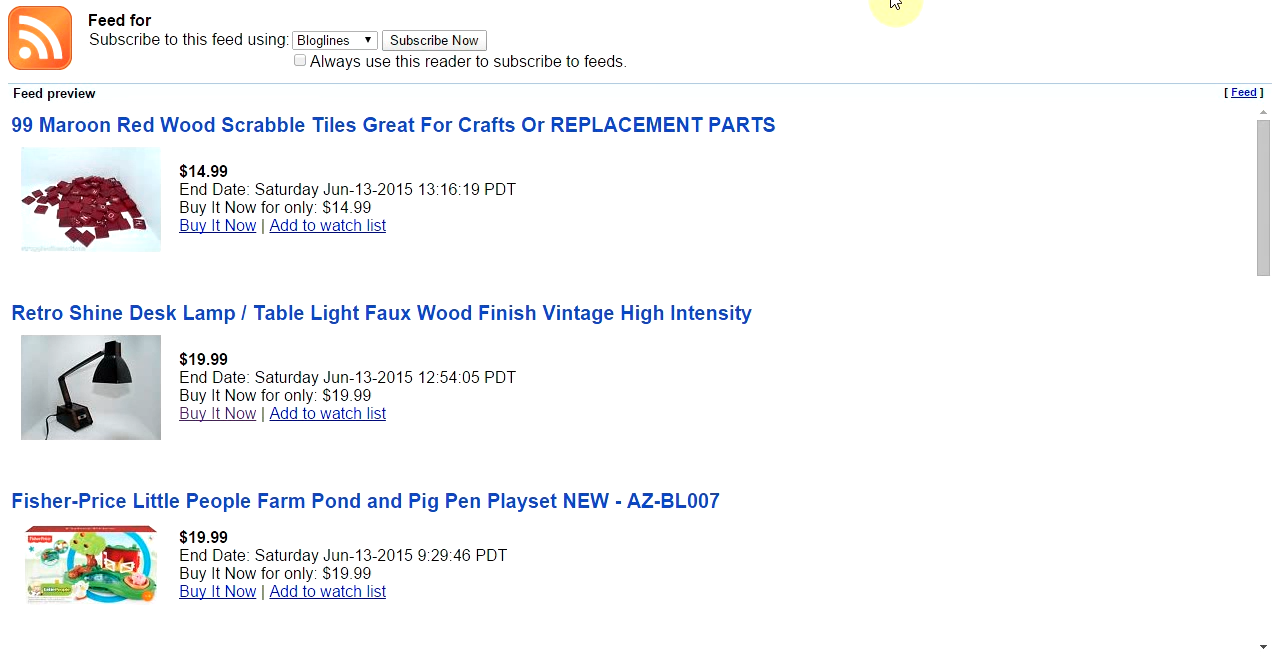 Feed for
Subscribe to this feed using: Bloglines Subscribe Now
Always use this reader to subscribe to feeds.
Feed preview
[ Feed ]
99 Maroon Red Wood Scrabble Tiles Great For Crafts Or REPLACEMENT PARTS
$14.99
End Date: Saturday Jun-13-2015 13:16:19 PDT
Buy It Now for only: $14.99
Buy It Now | Add to watch list
Retro Shine Desk Lamp / Table Light Faux Wood Finish Vintage High Intensity
$19.99
End Date: Saturday Jun-13-2015 12:54:05 PDT
Buy It Now for only: $19.99
Buy It Now | Add to watch list
Fisher-Price Little People Farm Pond and Pig Pen Playset NEW - AZ-BL007
Fisher-Price
$19.99
End Date: Saturday Jun-13-2015 9:29:46 PDT
Buy It Now for only: $19.99
Buy It Now | Add to watch list